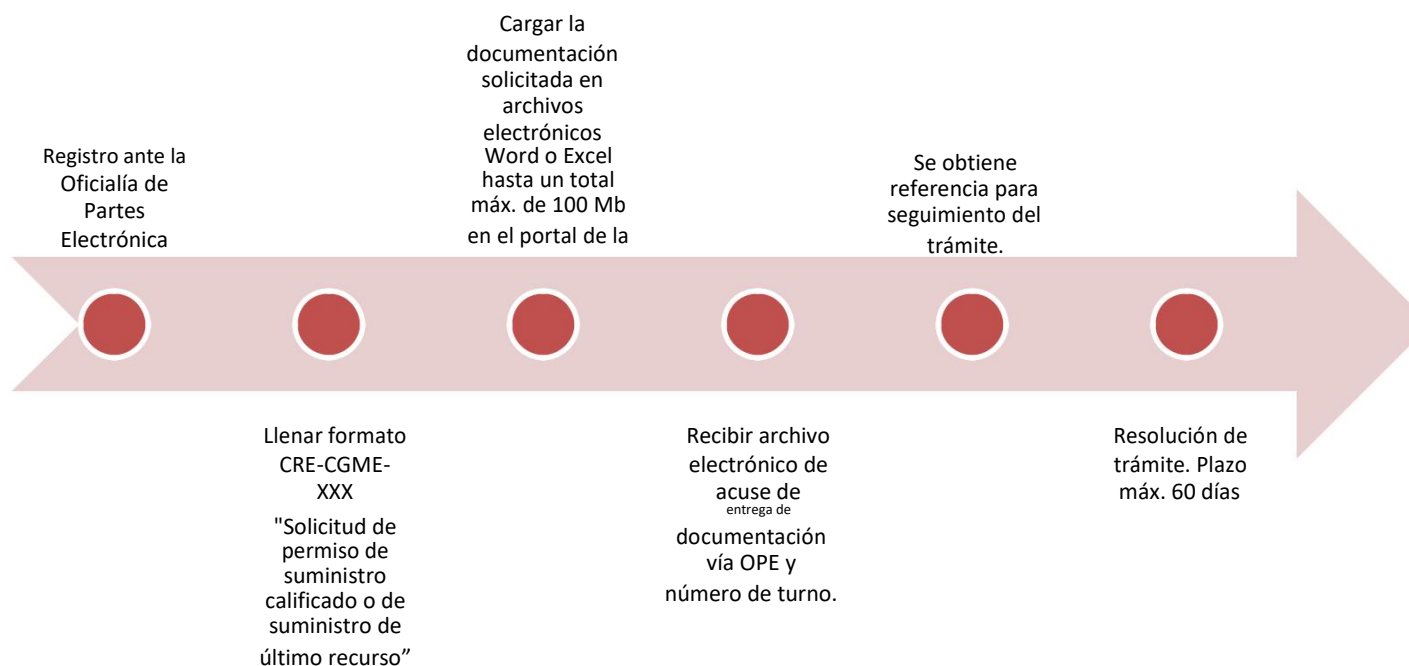 Registro ante la
Oficialía de
Partes
Electrónica
Llenar formato
CRE-CGME-
XXX
"Solicitud de
permiso de
suministro
calificado o de
suministro de
último recurso”
Cargar la
documentación
solicitada en
archivos
electrónicos
Word o Excel
hasta un total
máx. de 100 Mb
en el portal de la
Recibir archivo
electrónico de
acuse de
entrega de
documentación
vía OPE y
número de turno.
Se obtiene
referencia para
seguimiento del
trámite.
Resolución de
trámite. Plazo
máx. 60 días